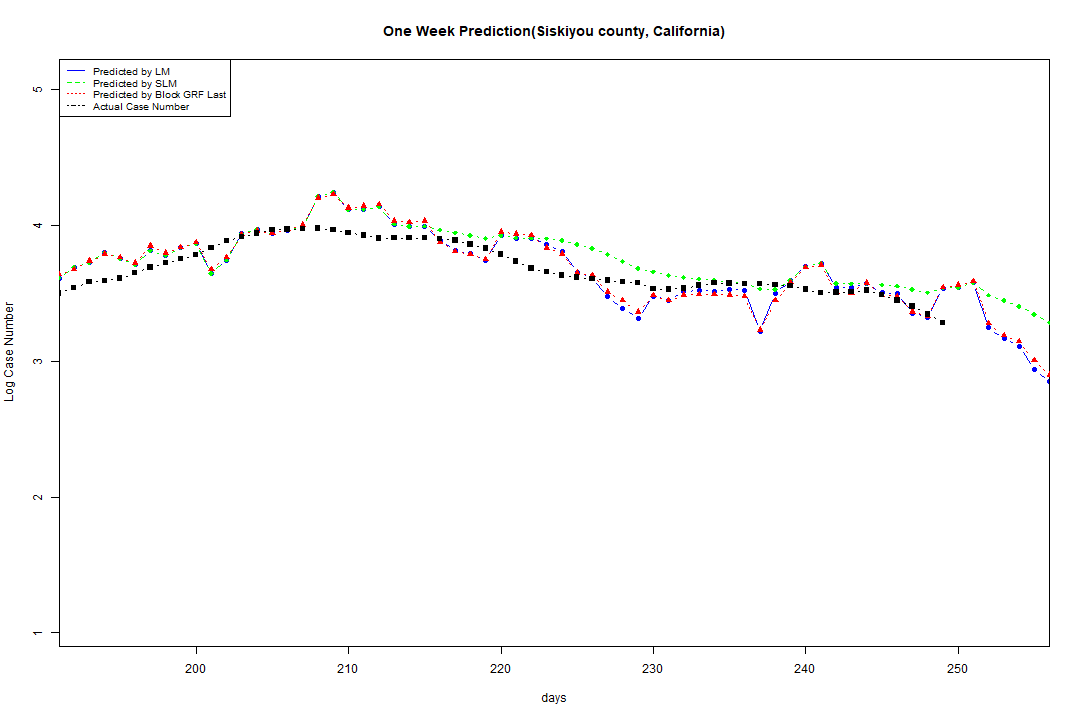 One Week Prediction(Siskiyou county, California)
Predicted by LM
Predicted by SLM
Predicted by Block GRF Last
Actual Case Number
5
4
3
2
1
Log Case Number
200 210 220 230 240 250
days